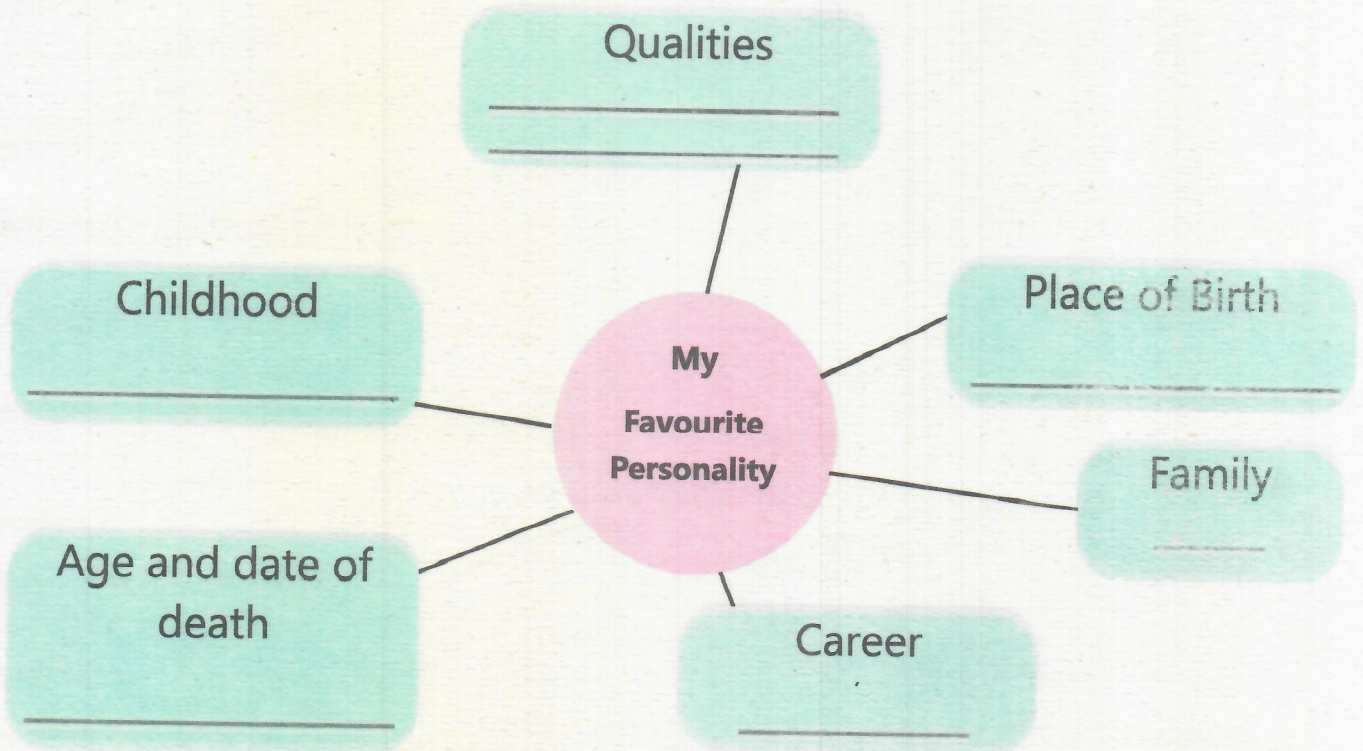 Qualities
Childhood
Place of Birth
My
Favourite
Personality
Family
Age and date of
death
Career